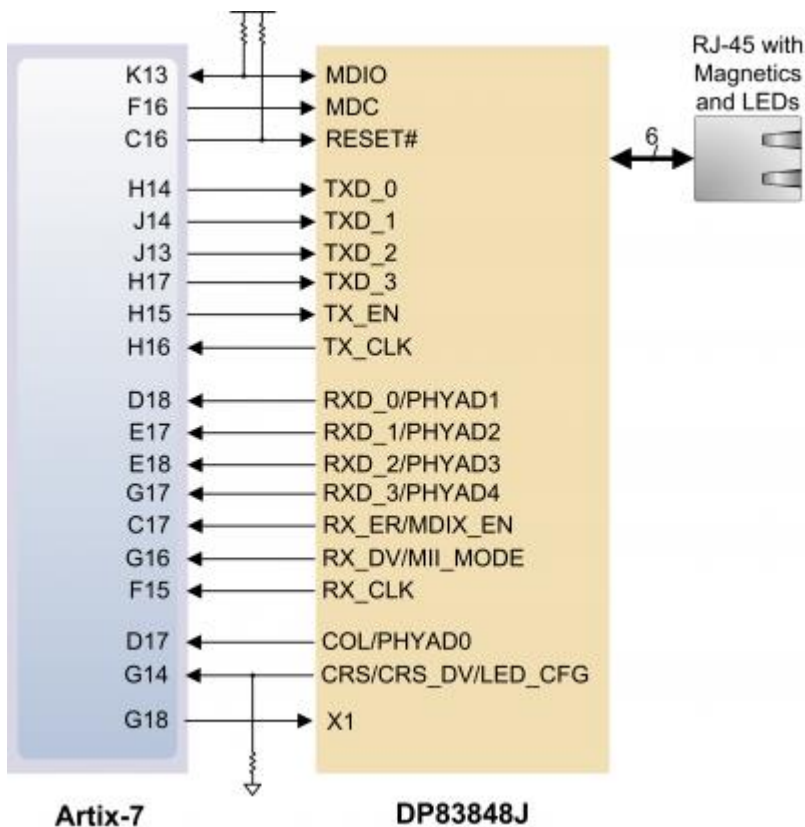 RJ-45 with
Magnetics
and LEDs
6
K13 MDIO
F16 MDC
C16 RESET#
H14 TXD_0
J14 TXD_1
J13 TXD_2
H17 TXD_3
H15 TX_EN
H16 TX_CLK
D18 RXD_0/PHYAD1
E17 RXD_1/PHYAD2
E18 RXD_2/PHYAD3
G17 RXD_3/PHYAD4
C17 RX_ER/MDIX_EN
G16 RX_DV/MII_MODE
F15 RX_CLK
D17 COL/PHYAD0
G14 CRS/CRS_DV/LED_CFG
G18 X1
Artix-7 DP83848J